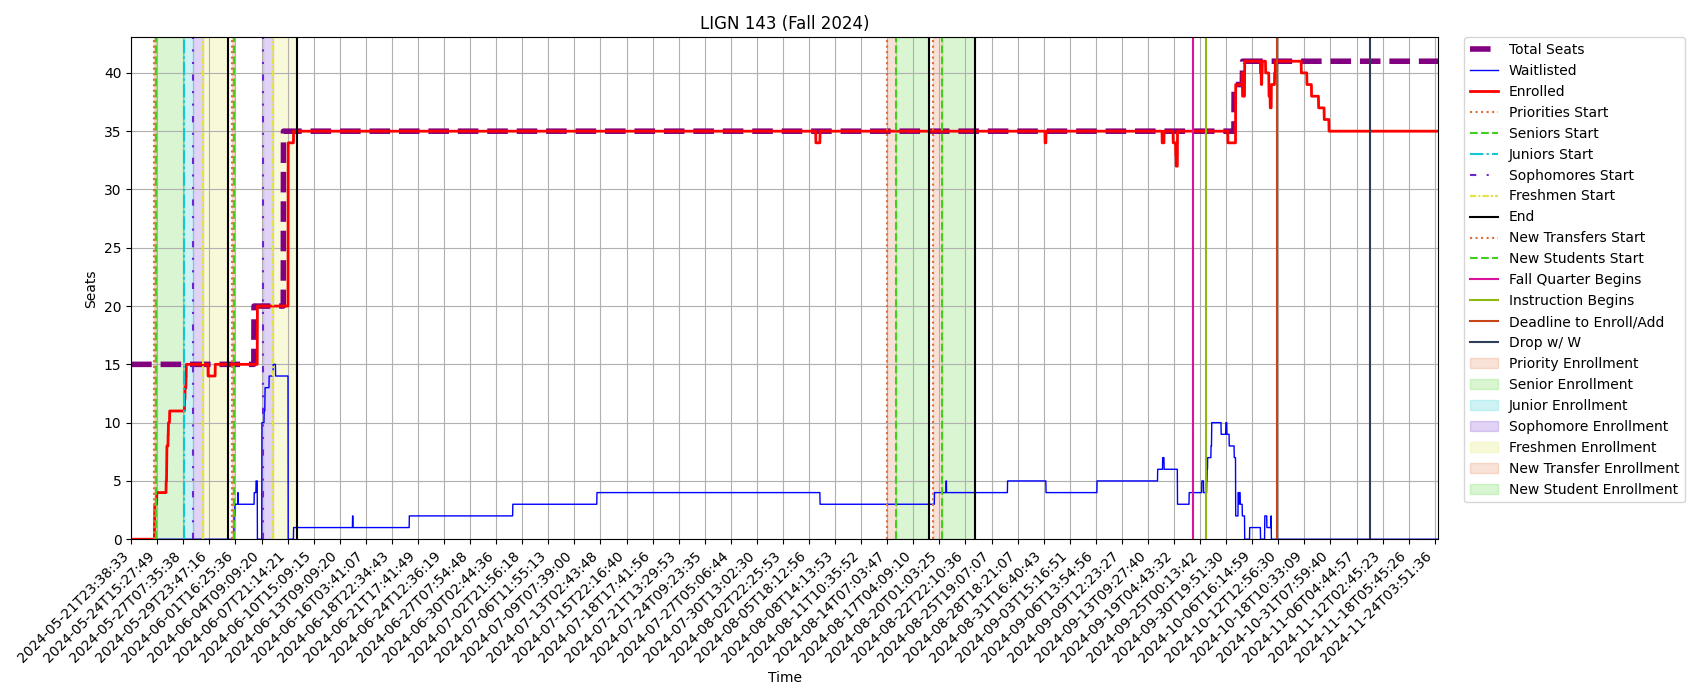 LIGN 143 (Fall 2024)
Seats
40
35
30
25
20
15
10
5
0
2024-05-21T23:38:33
2024-05-24T15:27:49
2024-05-27T07:35:38
2024-05-29T23:47:16
2024-06-01T16:25:36
2024-06-04T09:09:20
2024-06-07T21:14:21
2024-06-10T15:09:15
2024-06-13T09:09:20
2024-06-16T03:41:07
2024-06-18T22:34:43
2024-06-21T17:41:49
2024-06-24T12:36:19
2024-06-27T07:54:48
2024-06-30T02:44:36
2024-07-02T21:56:18
2024-07-06T11:55:13
2024-07-09T07:39:00
2024-07-13T02:43:48
2024-07-15T22:16:40
2024-07-18T17:41:56
2024-07-21T13:29:53
2024-07-24T09:23:35
2024-07-27T05:06:44
2024-07-30T13:02:30
2024-08-02T22:25:53
2024-08-05T18:12:56
2024-08-08T14:13:53
2024-08-11T10:35:52
2024-08-14T07:03:47
2024-08-17T04:09:10
2024-08-20T01:03:25
2024-08-22T22:10:36
2024-08-25T19:07:07
2024-08-28T18:21:07
2024-08-31T16:40:43
2024-09-03T15:16:51
2024-09-06T13:54:56
2024-09-09T12:23:27
2024-09-13T09:27:40
2024-09-19T04:43:32
2024-09-25T00:13:42
2024-09-30T19:51:30
2024-10-06T16:14:59
2024-10-12T12:56:30
2024-10-18T10:33:09
2024-10-31T07:59:40
2024-11-06T04:44:57
2024-11-12T02:45:23
2024-11-18T05:45:26
2024-11-24T03:51:36
Time
Total Seats
Waitlisted
Enrolled
Priorities Start
Seniors Start
Juniors Start
Sophomores Start
Freshmen Start
End
New Transfers Start
New Students Start
Fall Quarter Begins
Instruction Begins
Deadline to Enroll/Add
Drop w/ W
Priority Enrollment
Senior Enrollment
Junior Enrollment
Sophomore Enrollment
Freshmen Enrollment
New Transfer Enrollment
New Student Enrollment